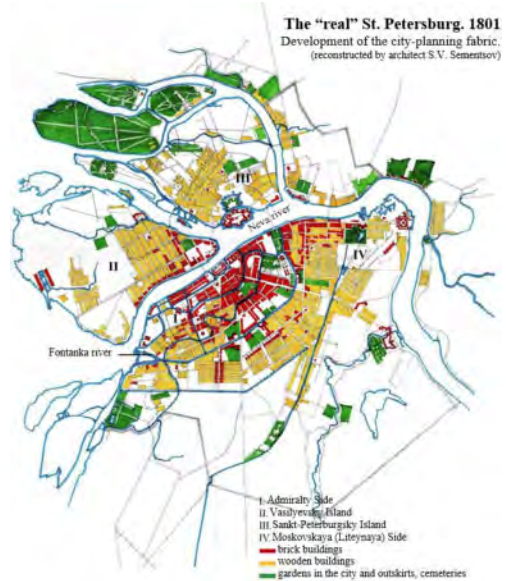 The “real” St. Petersburg. 1801
Development of the city-planning fabric.
(reconstructed by architect S.V. Sementsov)
III
Neva river
II
IV
I
Fontanka river
I. Admiralty Side
II. Vasilyevsky Island
III. Sankt-Peterburgsky Island
IV. Moskovskaya (Liteynaya) Side
brick buildings
wooden buildings
gardens in the city and outskirts, cemeteries